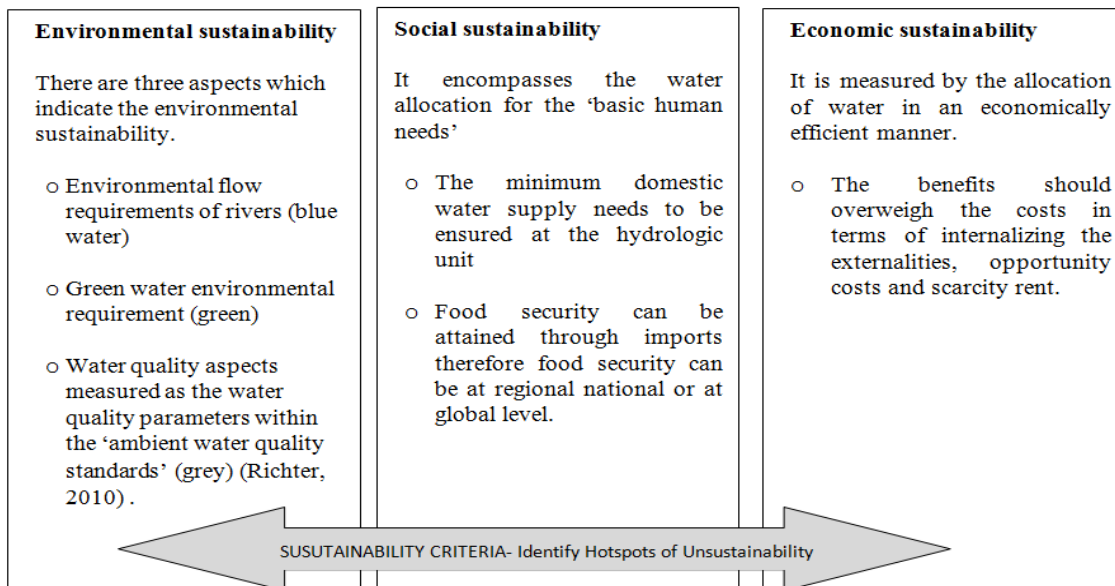 Environmental sustainability
There are three aspects which
indicate the environmental
sustainability.
o Environmental flow
requirements of rivers (blue
water)
o Green water environmental
requirement (green)
o Water quality aspects
measured as the water
quality parameters within
the ‘ambient water quality
standards’ (grey) (Richter,
2010) .
Social sustainability
It encompasses the water
allocation for the ‘basic human
needs’
o The minimum domestic
water supply needs to be
ensured at the hydrologic
unit
o Food security can be
attained through imports
therefore food security can
be at regional national or at
global level.
Economic sustainability
It is measured by the allocation
of water in an economically
efficient manner.
o The benefits should
overweigh the costs in
terms of internalizing the
externalities, opportunity
costs and scarcity rent.
SUSUTAINABILITY CRITERIA- Identify Hotspots of Unsustainability